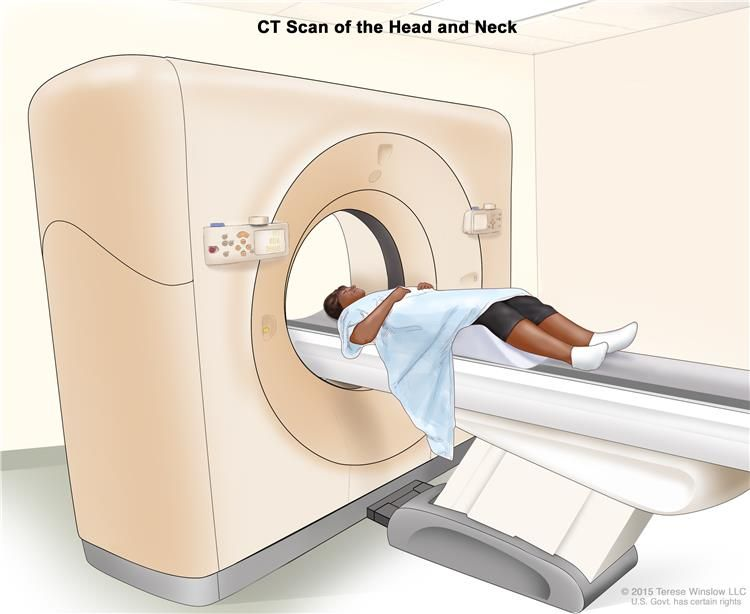 CT Scan of the Head and Neck
© 2015 Terese Winslow LLC
U.S. Govt. has certain rights